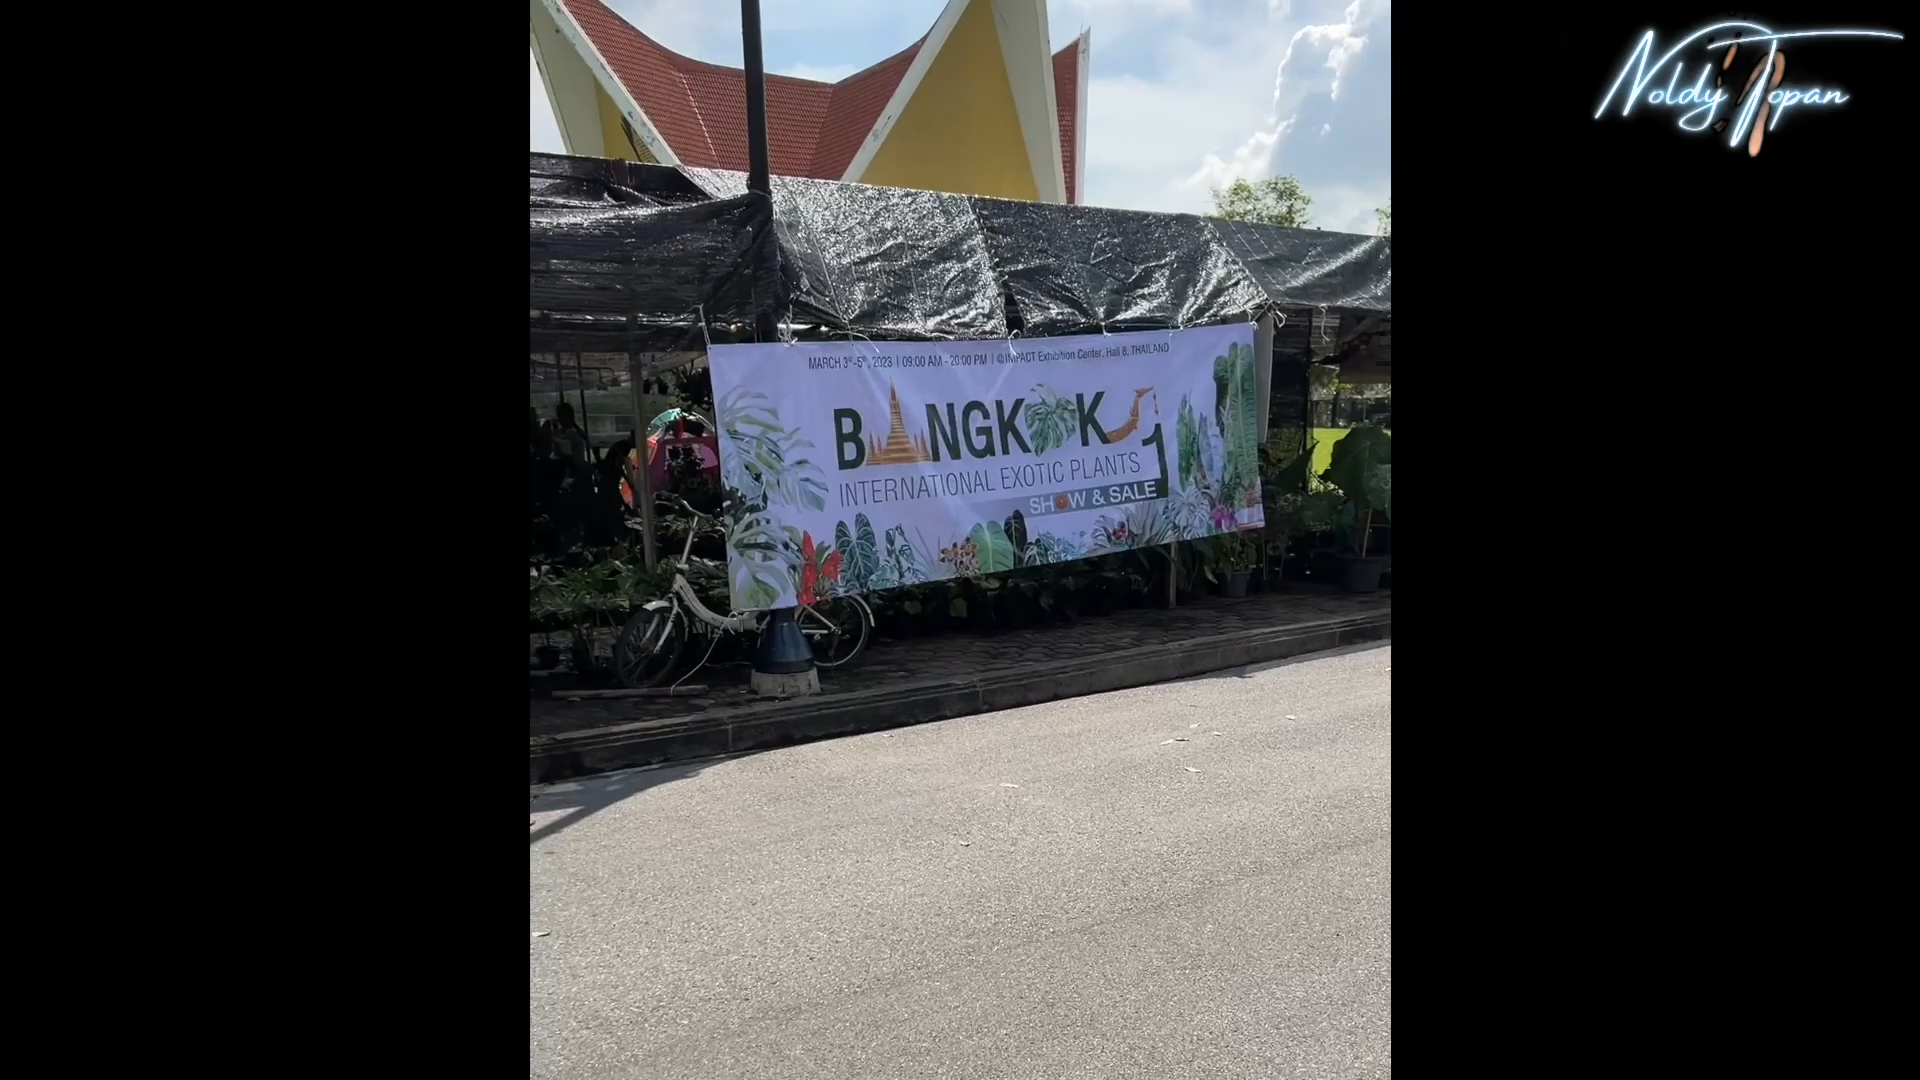 Noldy Topan
MARCH 3rd-5th, 2023 | 09.00 AM - 20:00 PM | @IMPACT Exhibition Center, Hall 8, THAILAND
BANGKOK
1
INTERNATIONAL EXOTIC PLANTS
SHOW & SALE